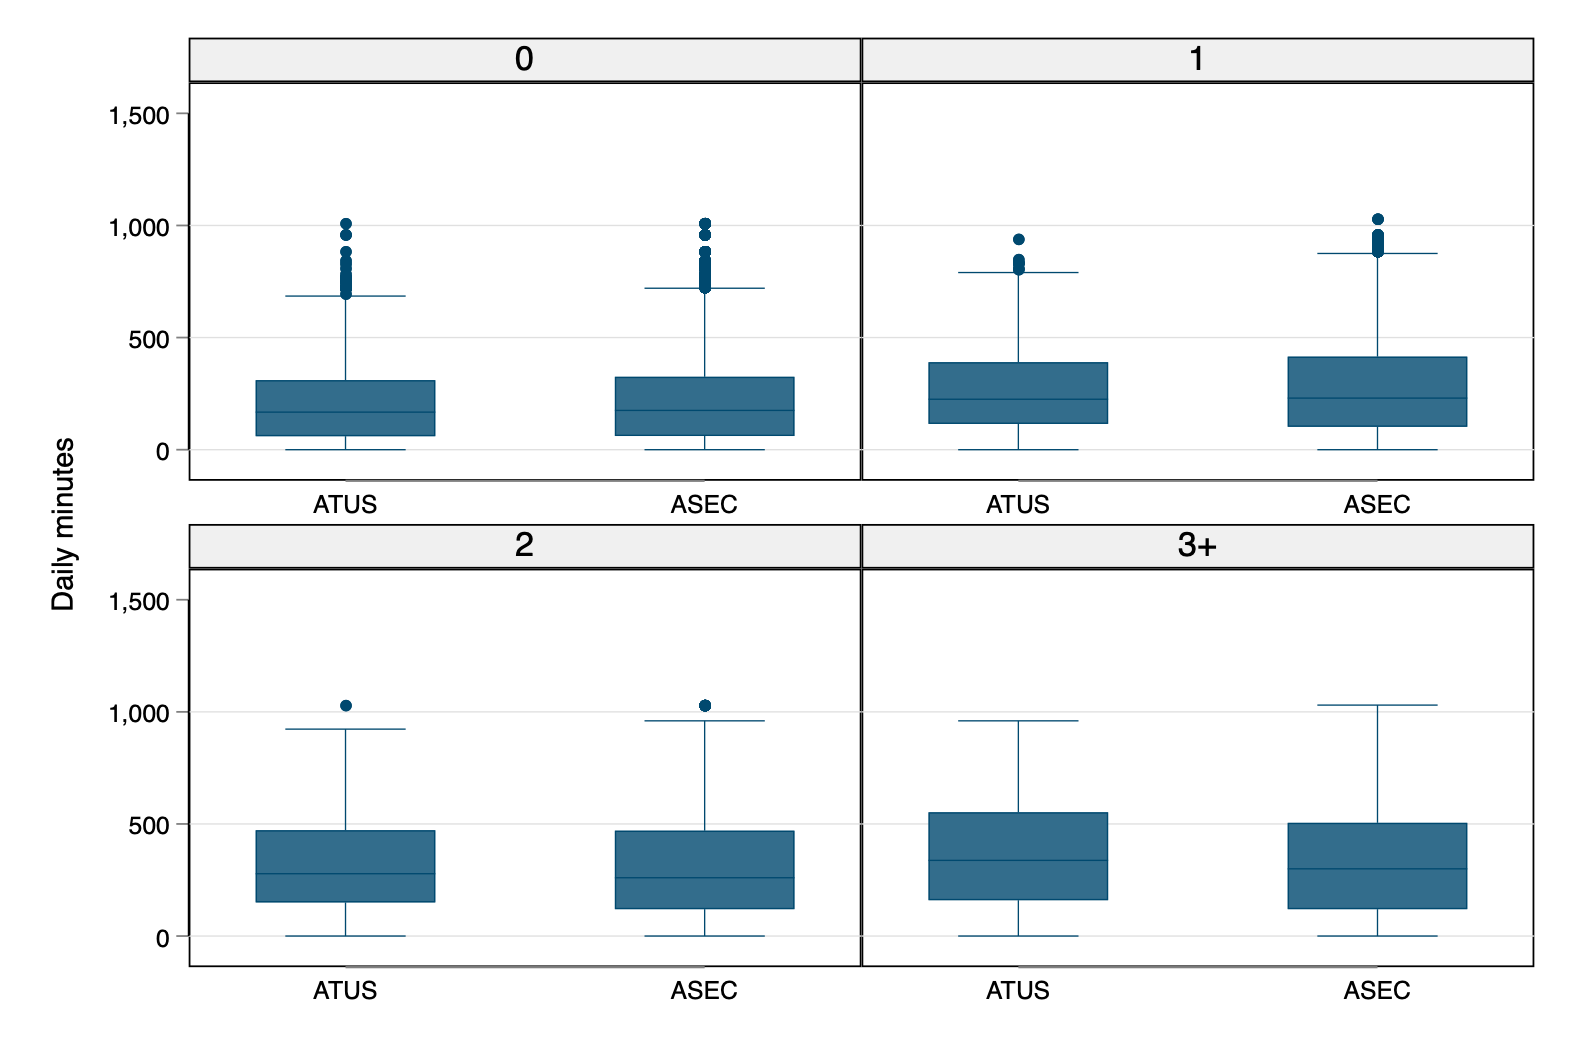 0
1
1,500
1,000
500
0
ATUS
ASEC
ATUS
ASEC
Daily minutes
2
3+
1,500
1,000
500
0
ATUS
ASEC
ATUS
ASEC